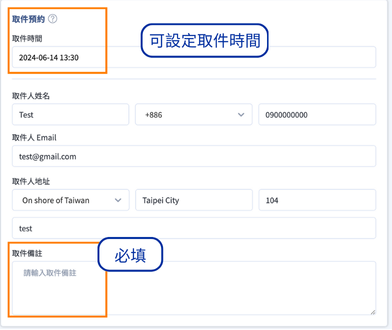 取件預約 ?
取件時間
可設定取件時間
2024-06-14 13:30
取件人姓名
Test +886 0900000000
取件人 Email
test@gmail.com
取件人地址
On shore of Taiwan Taipei City 104
test
取件備註
必填
請輸入取件備註